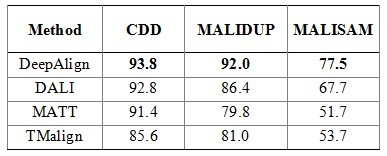 Method CDD MALIDUP MALISAM
DeepAlign 93.8 92.0 77.5
DALI 92.8 86.4 67.7
MATT 91.4 79.8 51.7
TMalign 85.6 81.0 53.7